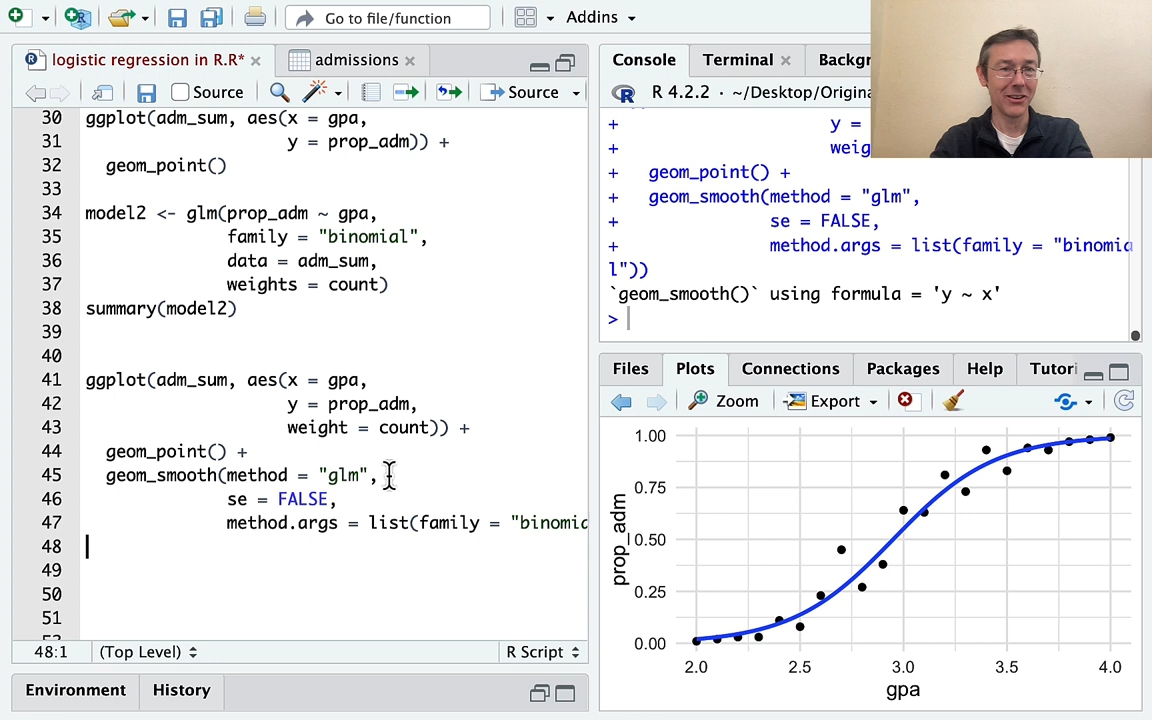 Go to file/function
Addins
logistic regression in R.R*
admissions
Source
Source
30 ggplot(adm_sum, aes(x = gpa,
31 y = prop_adm)) +
32 geom_point()
33
34 model2 <- glm(prop_adm ~ gpa,
35 family = "binomial",
36 data = adm_sum,
37 weights = count)
38 summary(model2)
39
40
41 ggplot(adm_sum, aes(x = gpa,
42 y = prop_adm,
43 weight = count)) +
44 geom_point() +
45 geom_smooth(method = "glm",
46 se = FALSE,
47 method.args = list(family = "binomia
48
49
50
51
48:1 (Top Level) R Script
Environment History
Console Terminal Backgr
R 4.2.2 · ~/Desktop/Origina
+ y =
+ weig
+ geom_point() +
+ geom_smooth(method = "glm",
+ se = FALSE,
+ method.args = list(family = "binomia
l"))
`geom_smooth()` using formula = 'y ~ x'
>
Files Plots Connections Packages Help Tutori
Zoom Export
1.00
0.75
0.50
0.25
0.00
prop_adm
2.0 2.5 3.0 3.5 4.0
gpa